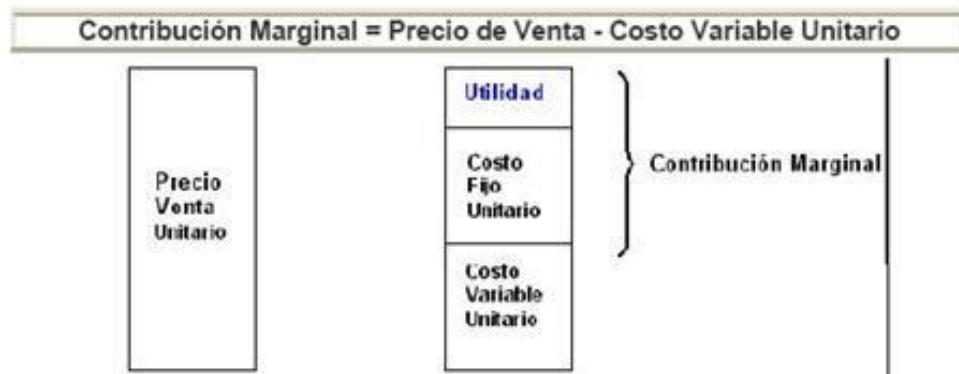 Contribución Marginal = Precio de Venta - Costo Variable Unitario
Precio
Venta
Unitario
Utilidad
Costo
Fijo
Unitario
Costo
Variable
Unitario
Contribución Marginal